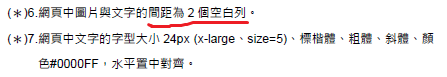 (＊)6.網頁中圖片與文字的間距為 2 個空白列。
(＊)7.網頁中文字的字型大小 24px (x-large、size=5)、標楷體、粗體、斜體、顏
色#0000FF，水平置中對齊。